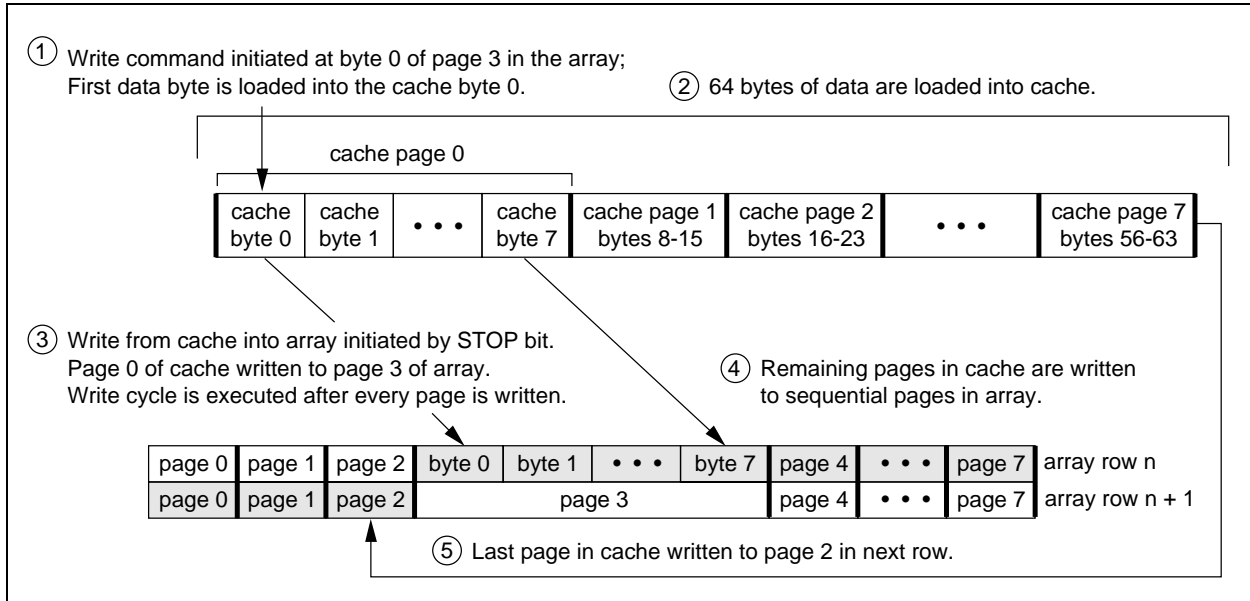 ① Write command initiated at byte 0 of page 3 in the array;
First data byte is loaded into the cache byte 0.
② 64 bytes of data are loaded into cache.
cache page 0
cache byte 0 cache byte 1 • • • cache byte 7 cache page 1 bytes 8-15 cache page 2 bytes 16-23 • • • cache page 7 bytes 56-63
③ Write from cache into array initiated by STOP bit.
Page 0 of cache written to page 3 of array.
Write cycle is executed after every page is written.
④ Remaining pages in cache are written
to sequential pages in array.
page 0 page 1 page 2 byte 0 byte 1 • • • byte 7 page 4 • • • page 7 array row n
page 0 page 1 page 2 page 3 page 4 • • • page 7 array row n + 1
⑤ Last page in cache written to page 2 in next row.